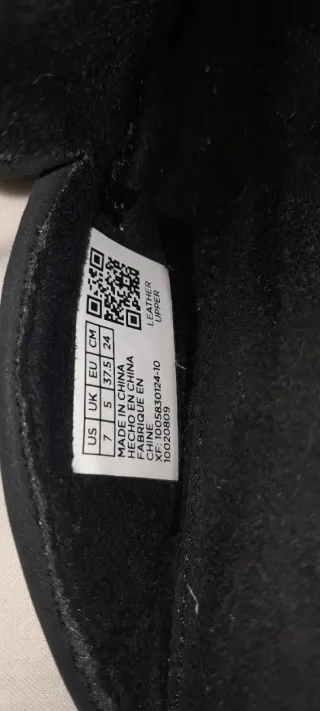 US UK EU CM
7 5 37.5 24
MADE IN CHINA
HECHO EN CHINA
FABRIQUE EN
CHINE
XF: 1005830124-10
10020809
LEATHER
UPPER